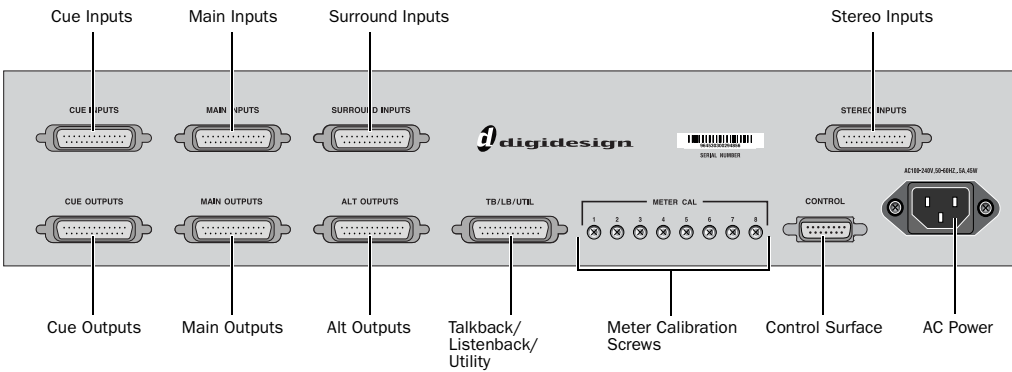 Cue Inputs Main Inputs Surround Inputs Stereo Inputs
CUE INPUTS MAIN INPUTS SURROUND INPUTS STEREO INPUTS
digidesign
964530300294856
SERIAL NUMBER
AC100-240V,50-60HZ,.5A,45W
CUE OUTPUTS MAIN OUTPUTS ALT OUTPUTS TB/LB/UTIL METER CAL CONTROL
1 2 3 4 5 6 7 8
Cue Outputs Main Outputs Alt Outputs Talkback/ Meter Calibration Control Surface AC Power
Listenback/ Screws
Utility